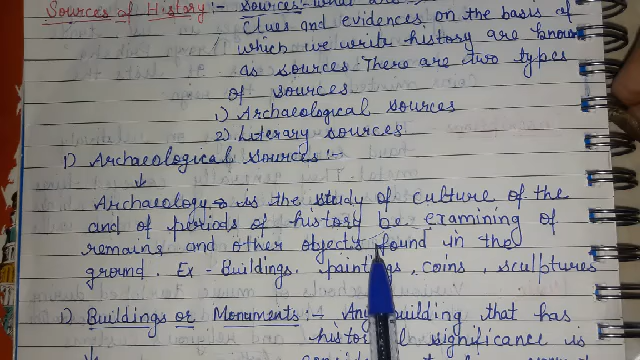 Sources of History :- Sources - What are
clues and evidences on the basis of
which we write history are known
as sources. There are two types
of sources
1) Archaeological sources
2) Literary sources.
1) Archaeological Sources :-
↓
Archaeology is the study of culture of the
and of periods of history be examining of
remains and other objects found in the
ground. Ex - Buildings. paintings, coins, sculptures
1) Buildings or Monuments :- Any building that has
significance is